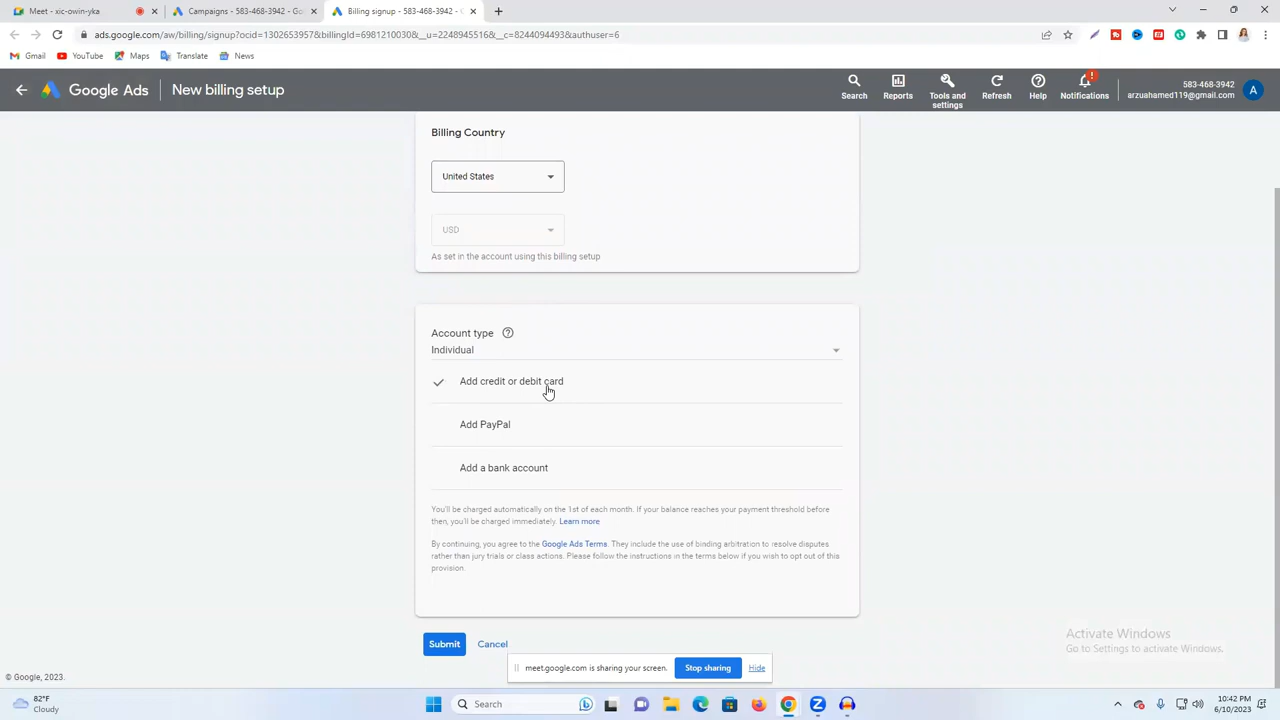 Meet - xic-owin-yka
Campaigns - 583-468-3942 - Go
Billing signup - 583-468-3942 - G
ads.google.com/aw/billing/signup?ocid=1302653957&billingId=69812100030&__u=2248945516&__c=8244094493&authuser=6
Gmail
YouTube
Maps
Translate
News
Google Ads
New billing setup
Search
Reports
Tools and settings
Refresh
Help
Notifications
583-468-3942
arzuahamed119@gmail.com
A
Billing Country
United States
USD
As set in the account using this billing setup
Account type
Individual
Add credit or debit card
Add PayPal
Add a bank account
You'll be charged automatically on the 1st of each month. If your balance reaches your payment threshold before
then, you'll be charged immediately. Learn more
By continuing, you agree to the Google Ads Terms. They include the use of binding arbitration to resolve disputes
rather than jury trials or class actions. Please follow the instructions in the terms below if you wish to opt out of this
provision.
Submit
Cancel
Activate Windows
Go to Settings to activate Windows.
meet.google.com is sharing your screen.
Stop sharing
Hide
© Google, 2023.
82°F
Cloudy
Search
10:42 PM
6/10/2023